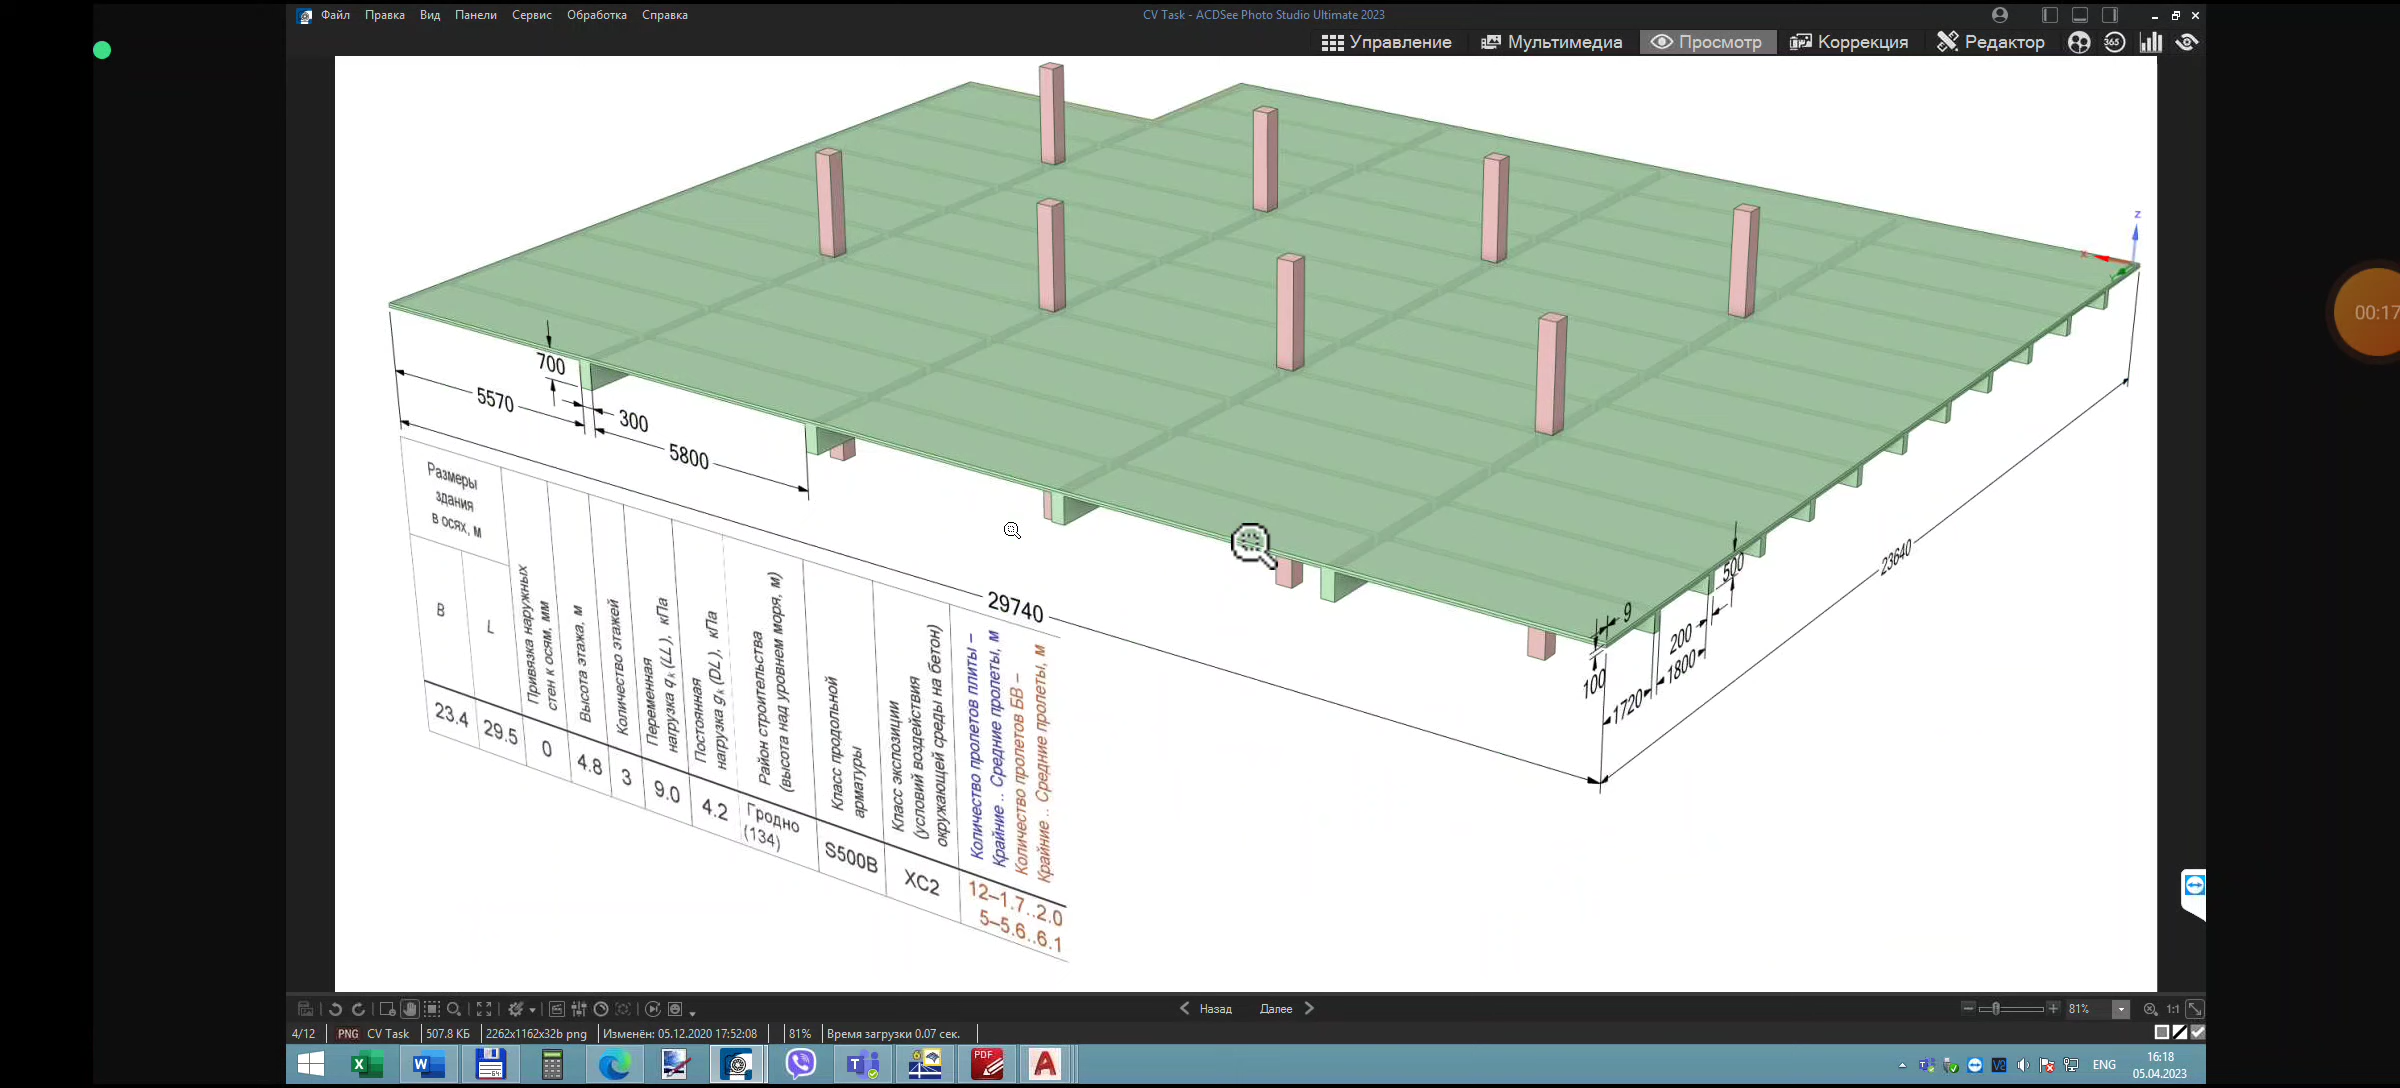 Файл Правка Вид Панели Сервис Обработка Справка
CV Task - ACDSee Photo Studio Ultimate 2023
Управление Мультимедиа Просмотр Коррекция Редактор 365
00:17
z
x
700
5570
300
5800
29740
23640
500
9
200
1800
100
1720
Размеры
здания
в осях, м
B
L
Привязка наружных
стен к осям, мм
Высота этажа, м
Количество этажей
Переменная
нагрузка qk (LL), кПа
Постоянная
нагрузка gk (DL), кПа
Район строительства
(высота над уровнем моря, м)
Класс продольной
арматуры
Класс экспозиции
(условий воздействия
окружающей среды на бетон)
Количество пролетов плиты –
Крайние .. Средние пролеты, м
Количество пролетов БВ –
Крайние .. Средние пролеты, м
23.4
29.5
0
4.8
3
9.0
4.2
Гродно
(134)
S500B
XC2
12–1.7..2.0
5–5.6..6.1
Назад Далее
81%
1:1
4/12 PNG CV Task 507.8 КБ 2262x1162x32b png Изменён: 05.12.2020 17:52:08 81% Время загрузки 0.07 сек.
PDF
ENG
16:18
05.04.2023